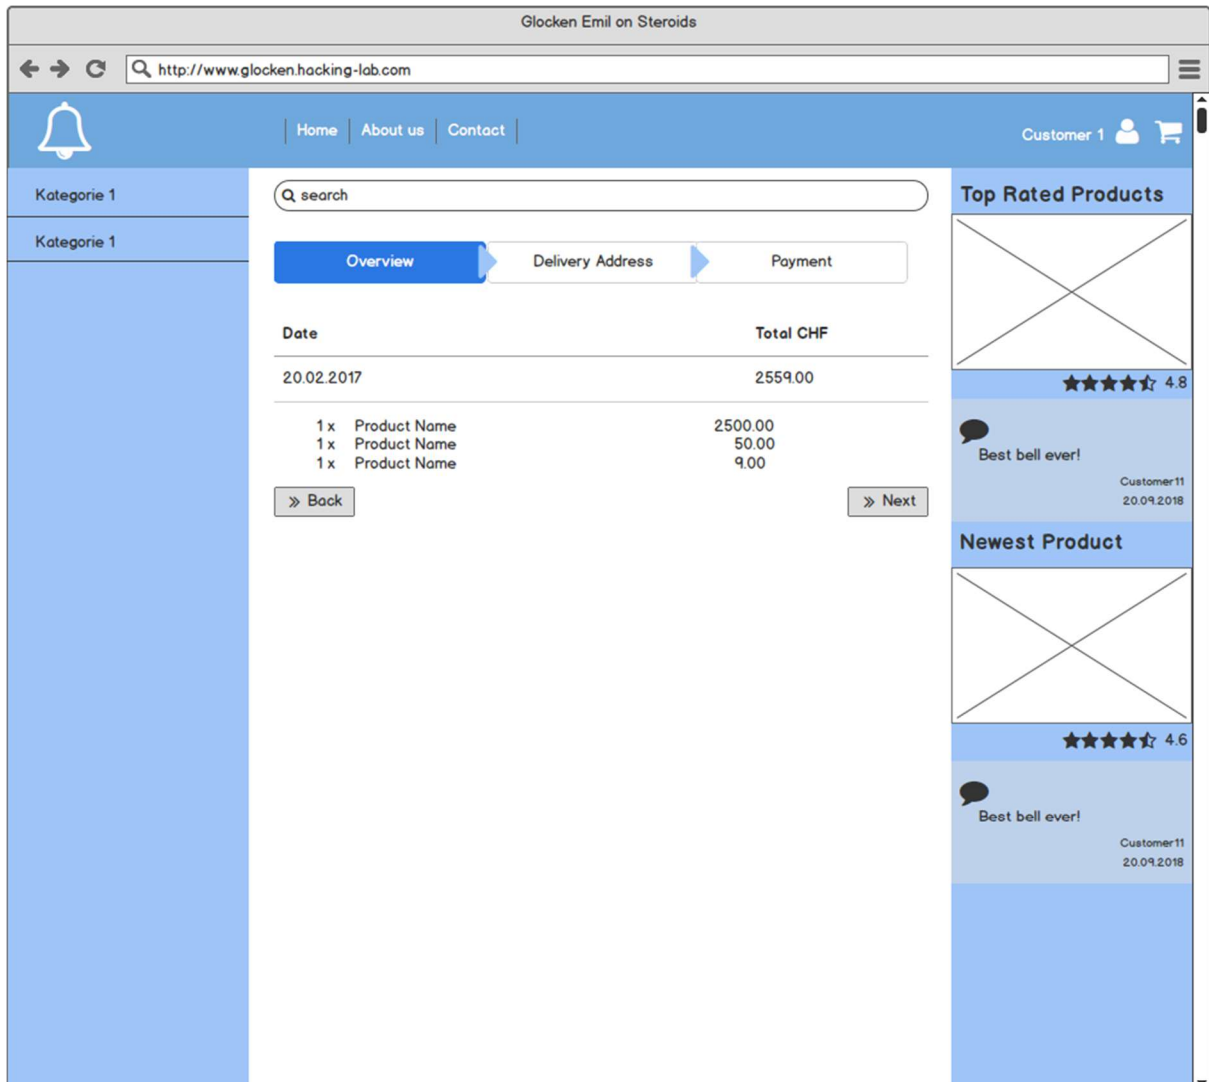 Glocken Emil on Steroids
http://www.glocken.hacking-lab.com
Home About us Contact
Customer 1
Kategorie 1
Kategorie 1
search
Overview Delivery Address Payment
Date Total CHF
20.02.2017 2559.00
1 x Product Name 2500.00
1 x Product Name 50.00
1 x Product Name 9.00
» Back » Next
Top Rated Products
4.8
Best bell ever!
Customer11
20.09.2018
Newest Product
4.6
Best bell ever!
Customer11
20.09.2018